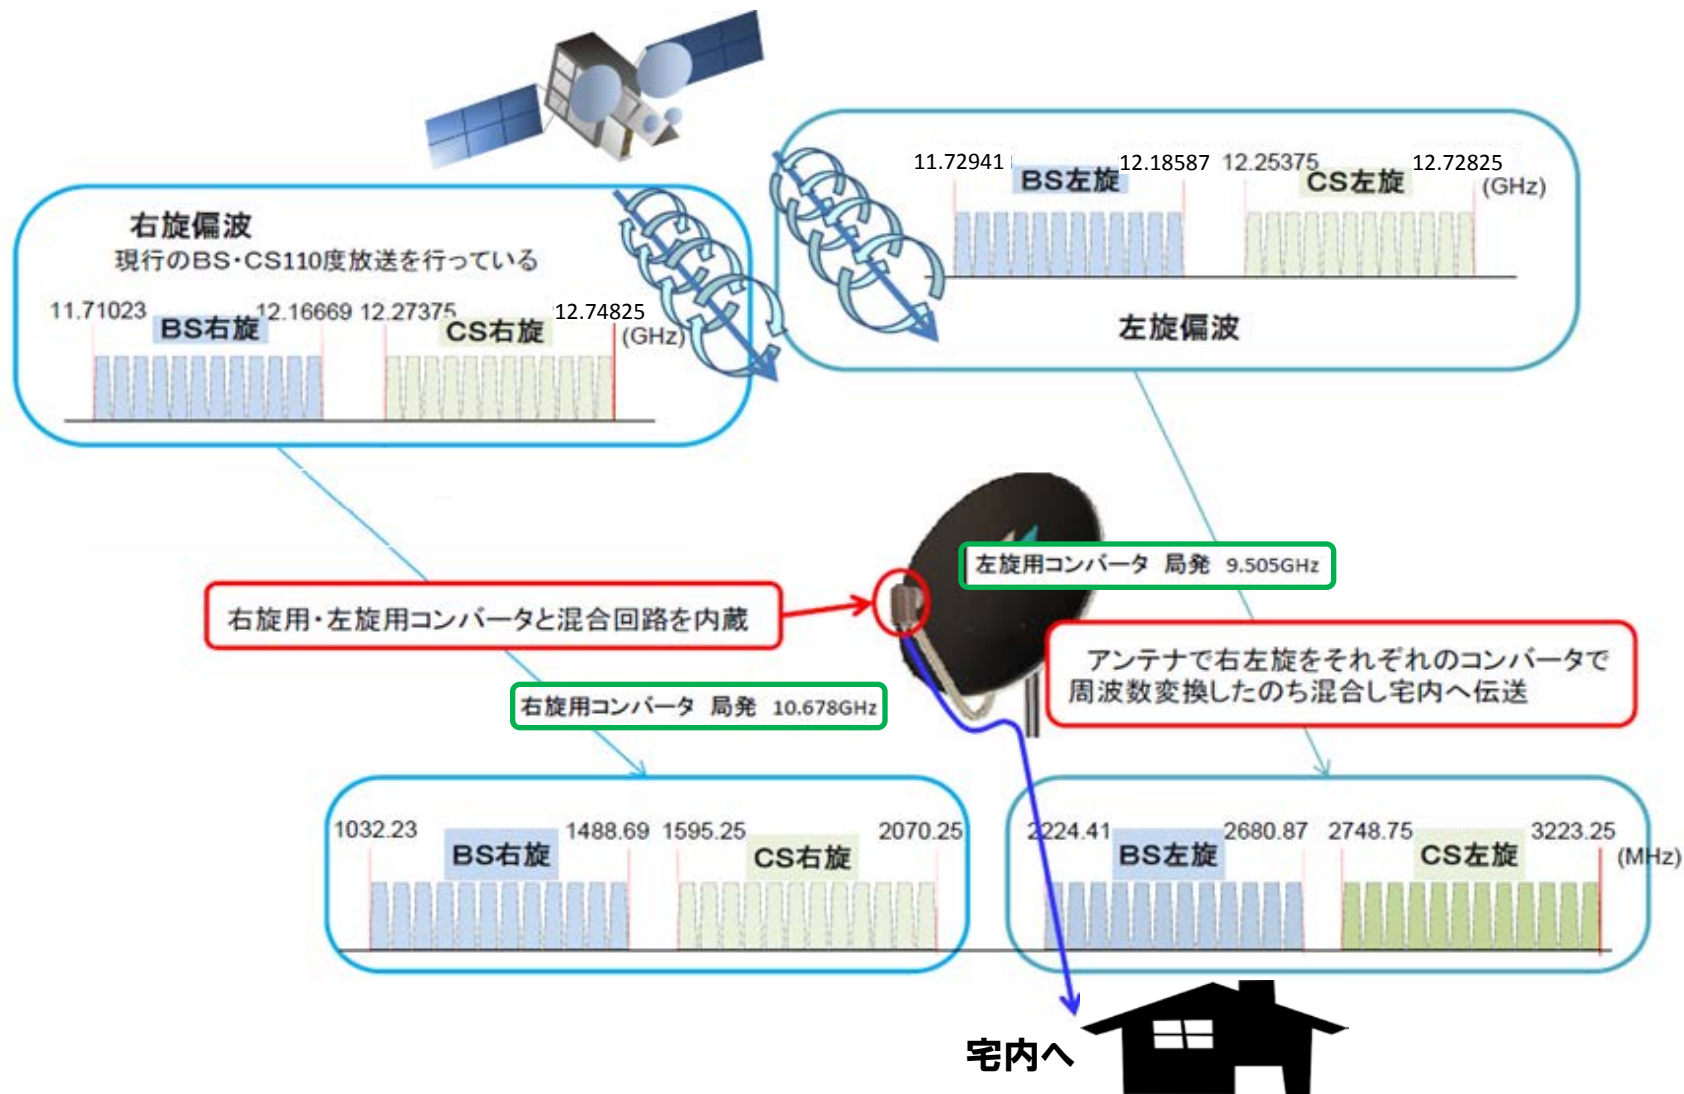 11.72941 12.18587 12.25375 12.72825
BS左旋 CS左旋 (GHz)
左旋偏波
右旋偏波
現行のBS・CS110度放送を行っている
11.71023 12.16669 12.27375 12.74825
BS右旋 CS右旋 (GHz)
左旋用コンバータ 局発 9.505GHz
右旋用・左旋用コンバータと混合回路を内蔵
アンテナで右左旋をそれぞれのコンバータで
周波数変換したのち混合し宅内へ伝送
右旋用コンバータ 局発 10.678GHz
1032.23 1488.69 1595.25 2070.25
BS右旋 CS右旋
2224.41 2680.87 2748.75 3223.25
BS左旋 CS左旋 (MHz)
宅内へ